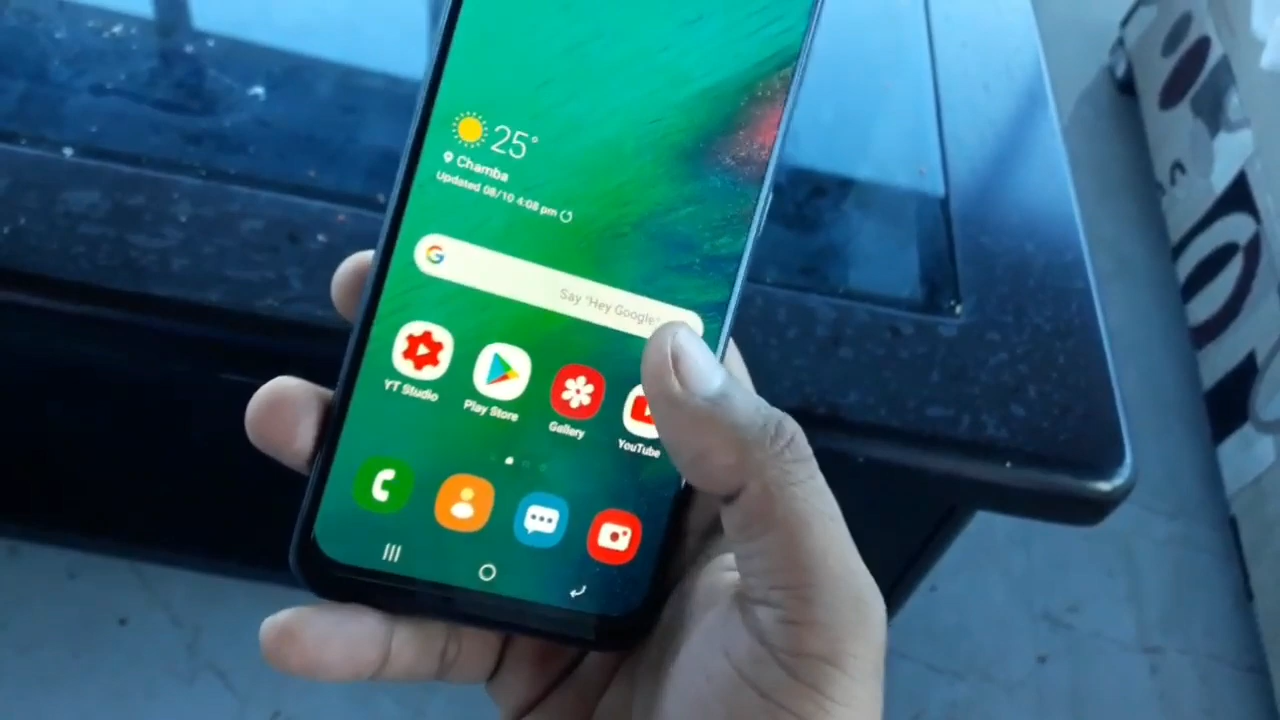 25°
Chamba
Updated 08/10 4:08 pm
G
Say "Hey Google"
YT Studio
Play Store
Gallery
YouTube